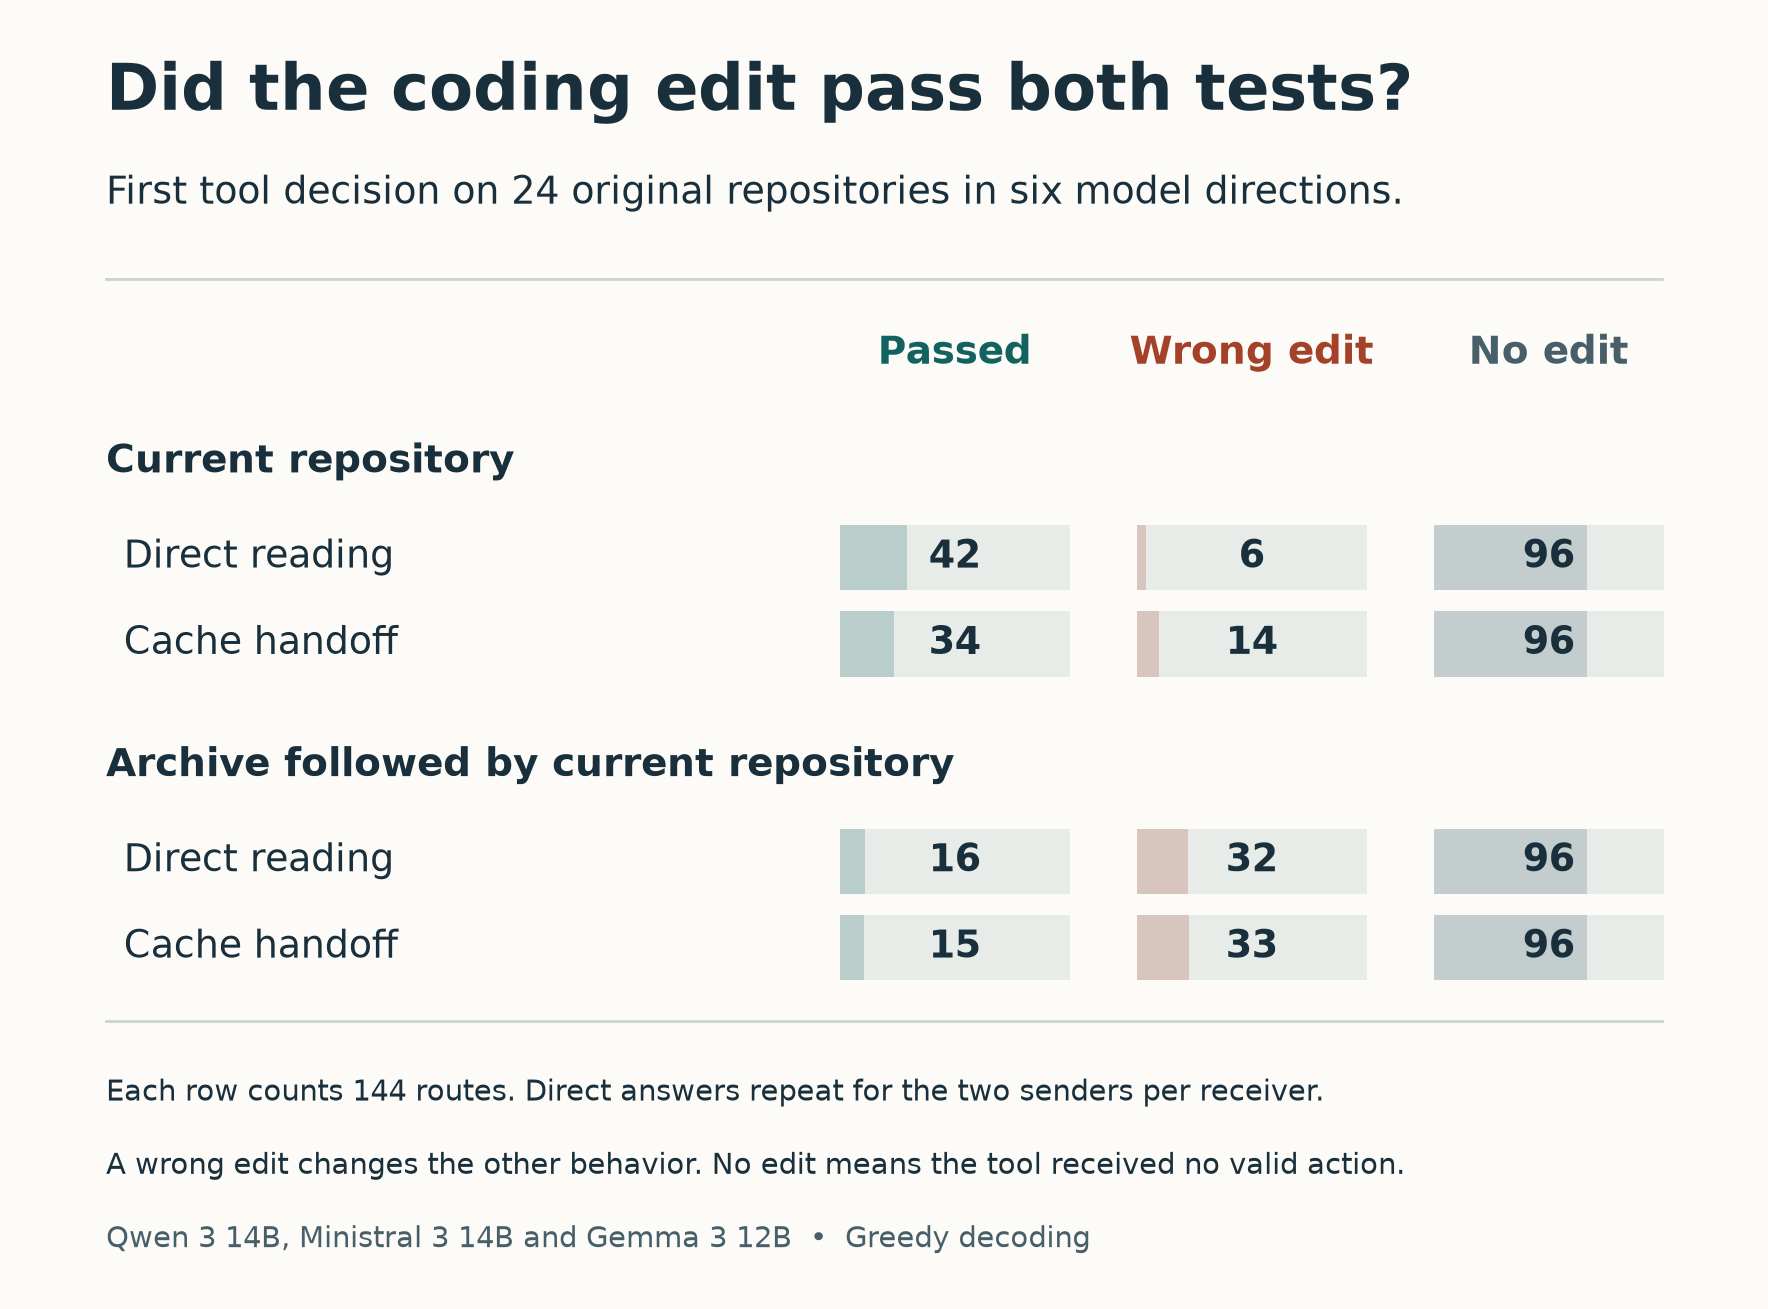 Did the coding edit pass both tests?
First tool decision on 24 original repositories in six model directions.
Passed Wrong edit No edit
Current repository
Direct reading 42 6 96
Cache handoff 34 14 96
Archive followed by current repository
Direct reading 16 32 96
Cache handoff 15 33 96
Each row counts 144 routes. Direct answers repeat for the two senders per receiver.
A wrong edit changes the other behavior. No edit means the tool received no valid action.
Qwen 3 14B, Ministral 3 14B and Gemma 3 12B • Greedy decoding